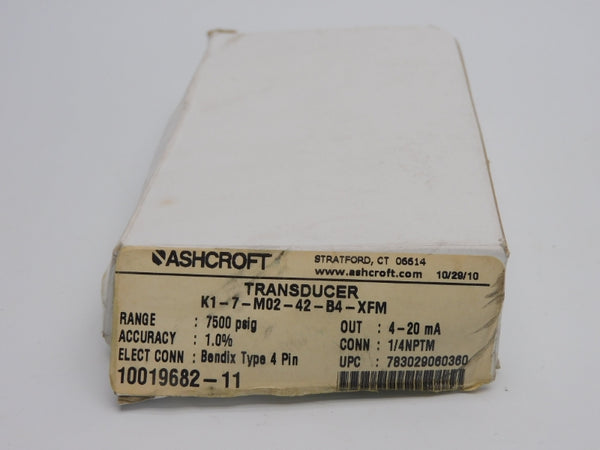 ASHCROFT STRATFORD, CT 06614
www.ashcroft.com 10/29/10
TRANSDUCER
K1-7-M02-42-B4-XFM
RANGE : 7500 psig OUT : 4-20 mA
ACCURACY : 1.0% CONN : 1/4NPTM
ELECT CONN : Bendix Type 4 Pin UPC : 783029060360
10019682-11